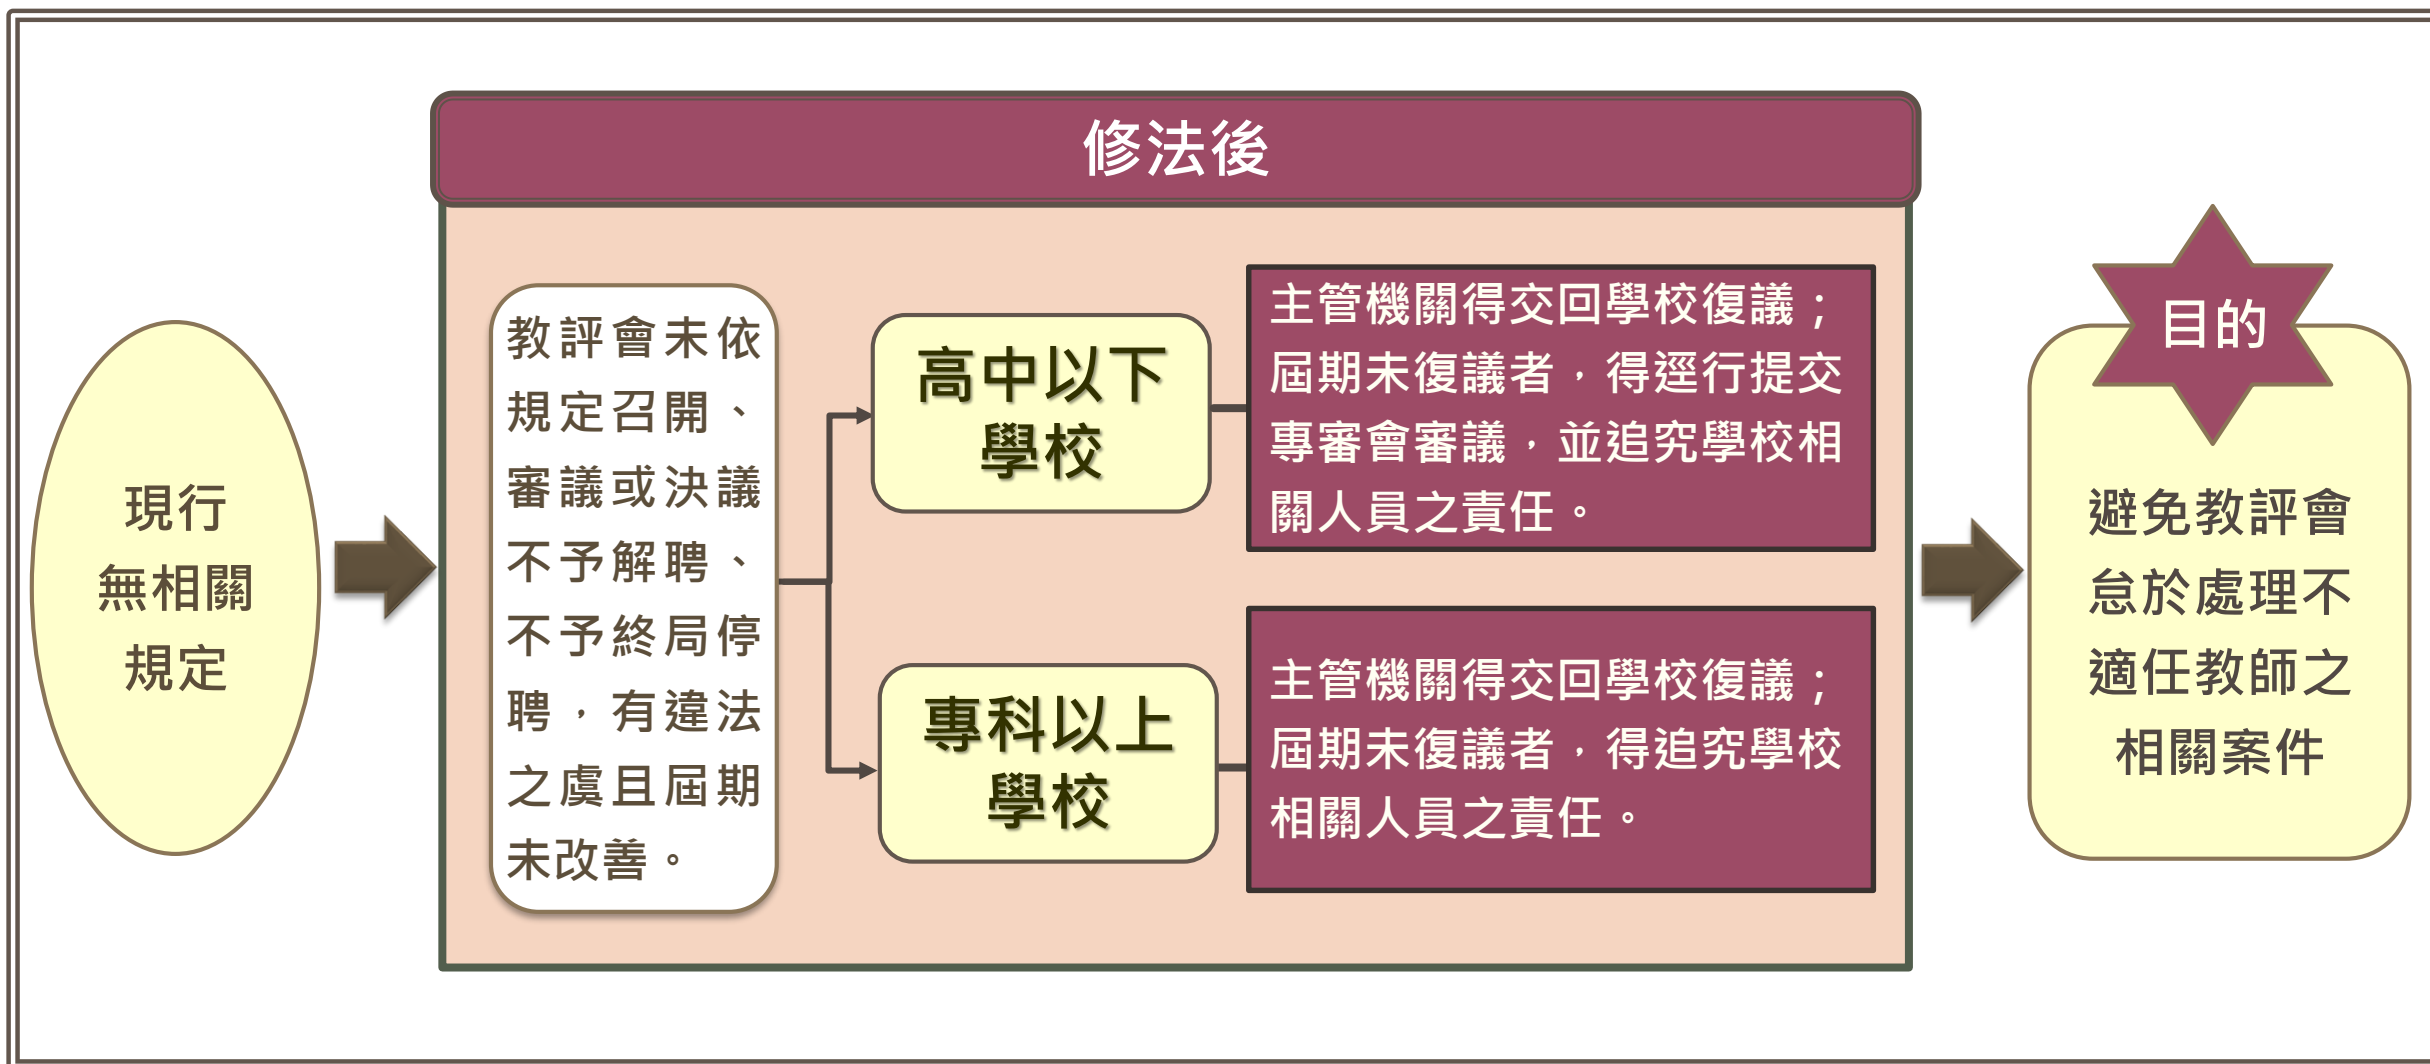 修法後
現行
無相關
規定
教評會未依
規定召開、
審議或決議
不予解聘、
不予終局停
聘，有違法
之虞且屆期
未改善。
高中以下
學校
主管機關得交回學校復議；
屆期未復議者，得逕行提交
專審會審議，並追究學校相
關人員之責任。
專科以上
學校
主管機關得交回學校復議；
屆期未復議者，得追究學校
相關人員之責任。
目的
避免教評會
怠於處理不
適任教師之
相關案件